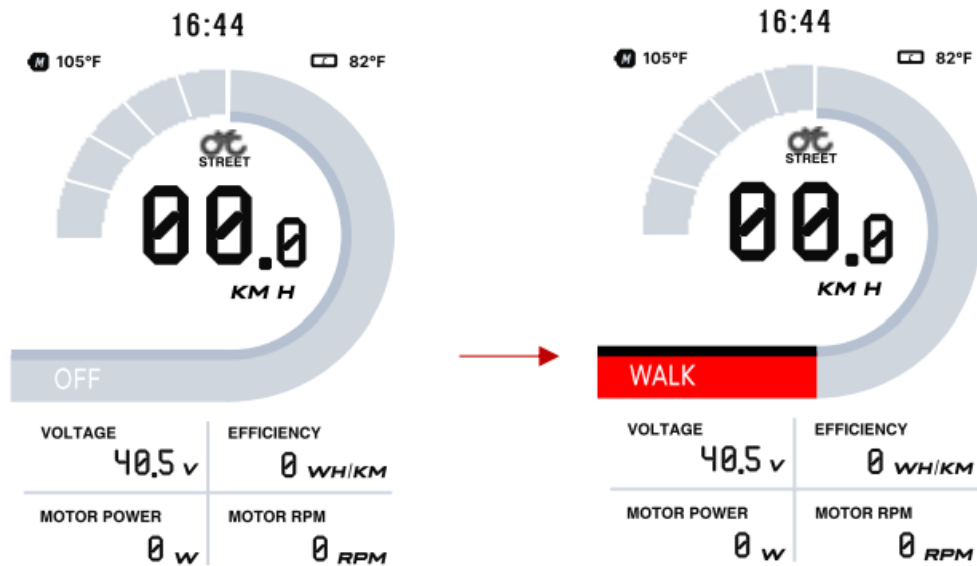 16:44
M 105°F
C 82°F
STREET
00.0
KM H
OFF
VOLTAGE
40.5 V
EFFICIENCY
0 WH/KM
MOTOR POWER
0 W
MOTOR RPM
0 RPM
16:44
M 105°F
C 82°F
STREET
00.0
KM H
WALK
VOLTAGE
40.5 V
EFFICIENCY
0 WH/KM
MOTOR POWER
0 W
MOTOR RPM
0 RPM